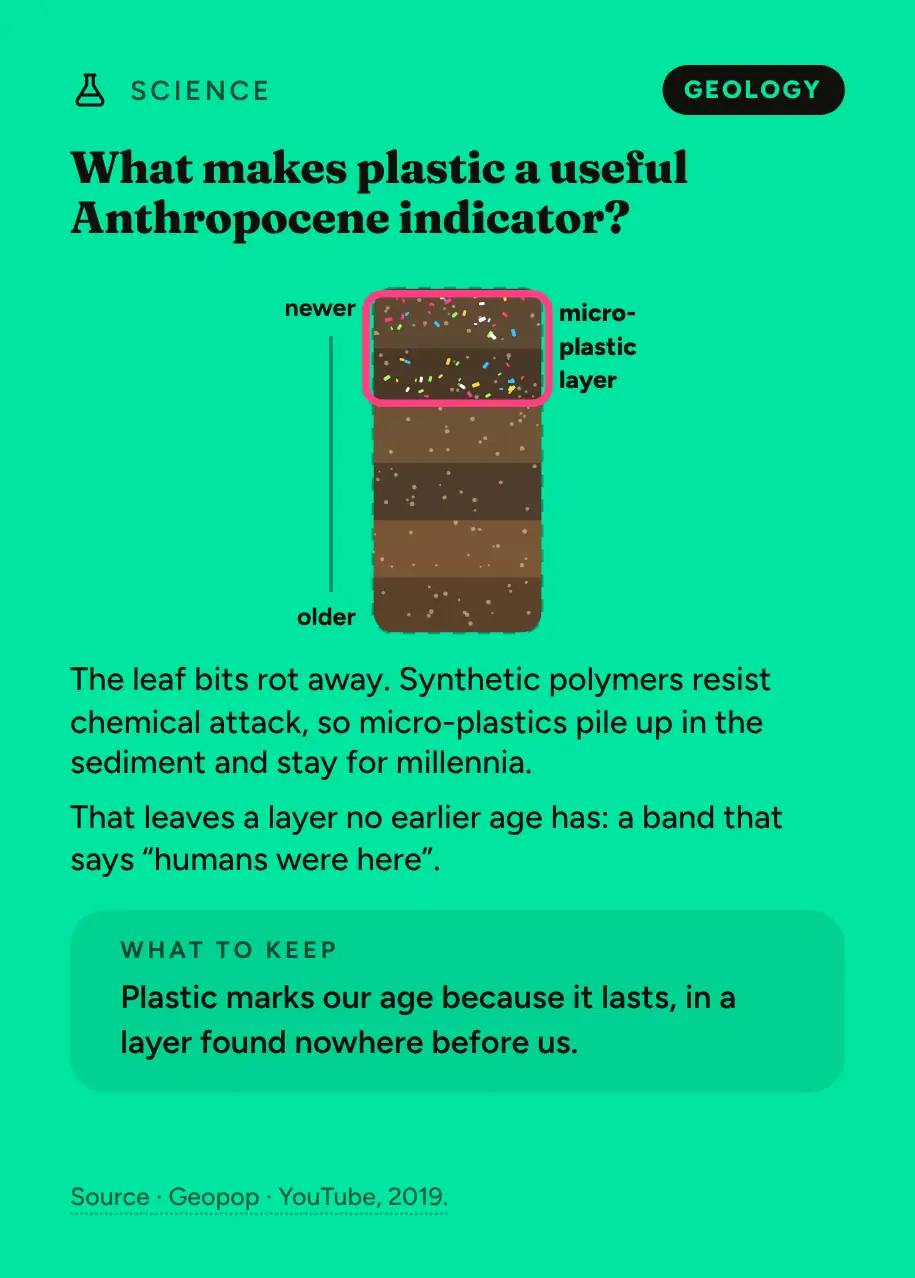 SCIENCE
GEOLOGY
What makes plastic a useful
Anthropocene indicator?
newer
micro-
plastic
layer
older
The leaf bits rot away. Synthetic polymers resist
chemical attack, so micro-plastics pile up in the
sediment and stay for millennia.
That leaves a layer no earlier age has: a band that
says “humans were here”.
WHAT TO KEEP
Plastic marks our age because it lasts, in a
layer found nowhere before us.
Source · Geopop · YouTube, 2019.